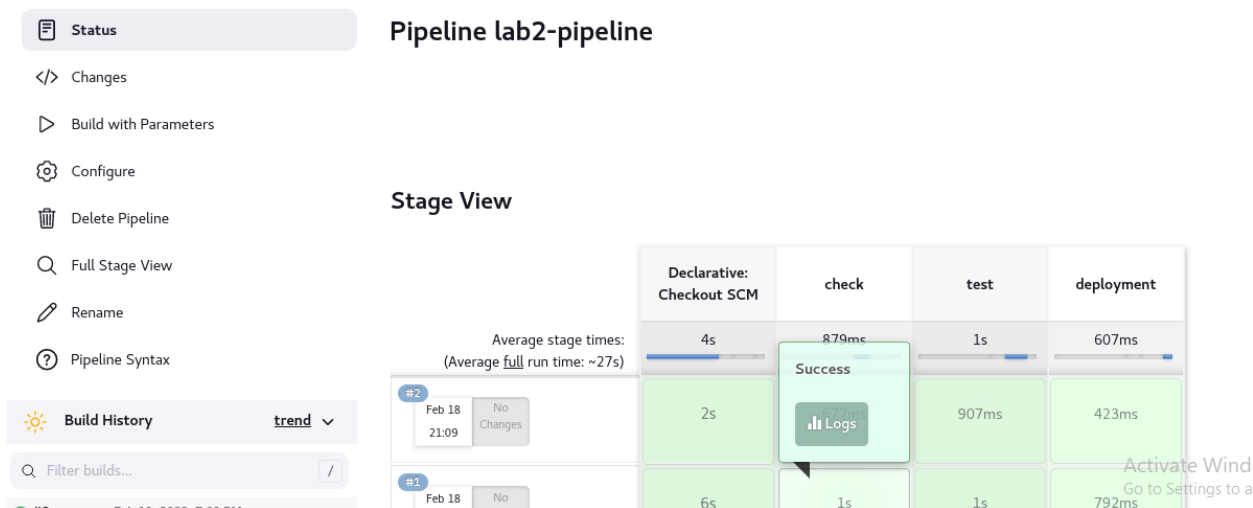 Status
Changes
Build with Parameters
Configure
Delete Pipeline
Full Stage View
Rename
Pipeline Syntax
Build History
trend
Filter builds...
/
Pipeline lab2-pipeline
Stage View
Declarative:
Checkout SCM
check
test
deployment
Average stage times:
(Average full run time: ~27s)
4s
879ms
1s
607ms
Success
Logs
#2
Feb 18
21:09
No
Changes
2s
677ms
907ms
423ms
#1
Feb 18
No
6s
1s
1s
792ms
Activate Wind
Go to Settings to a